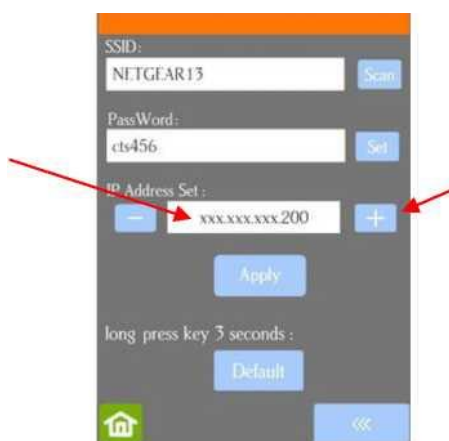 SSID:
NETGEAR13
Scan
PassWord:
cts456
Set
IP Address Set :
− xxx.xxx.xxx.200 +
Apply
long press key 3 seconds :
Default
<<<